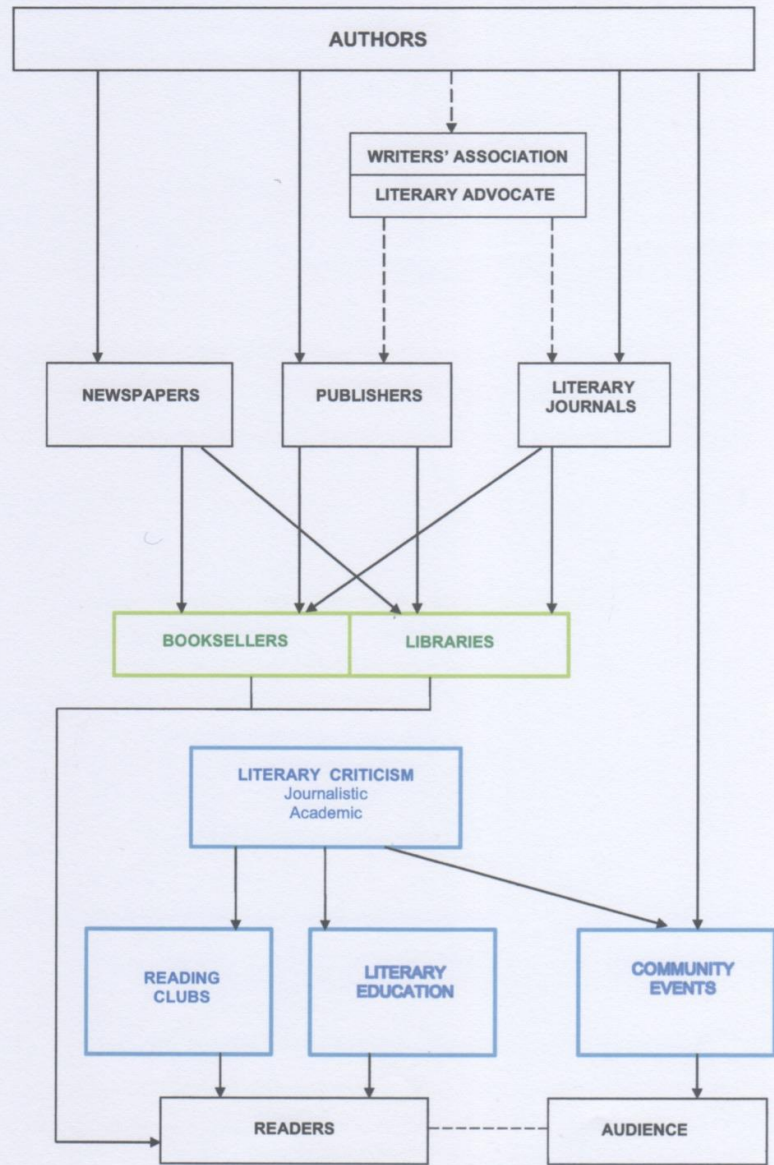 AUTHORS
WRITERS' ASSOCIATION
LITERARY ADVOCATE
NEWSPAPERS
PUBLISHERS
LITERARY
JOURNALS
BOOKSELLERS
LIBRARIES
LITERARY CRITICISM
Journalistic
Academic
READING
CLUBS
LITERARY
EDUCATION
COMMUNITY
EVENTS
READERS
AUDIENCE